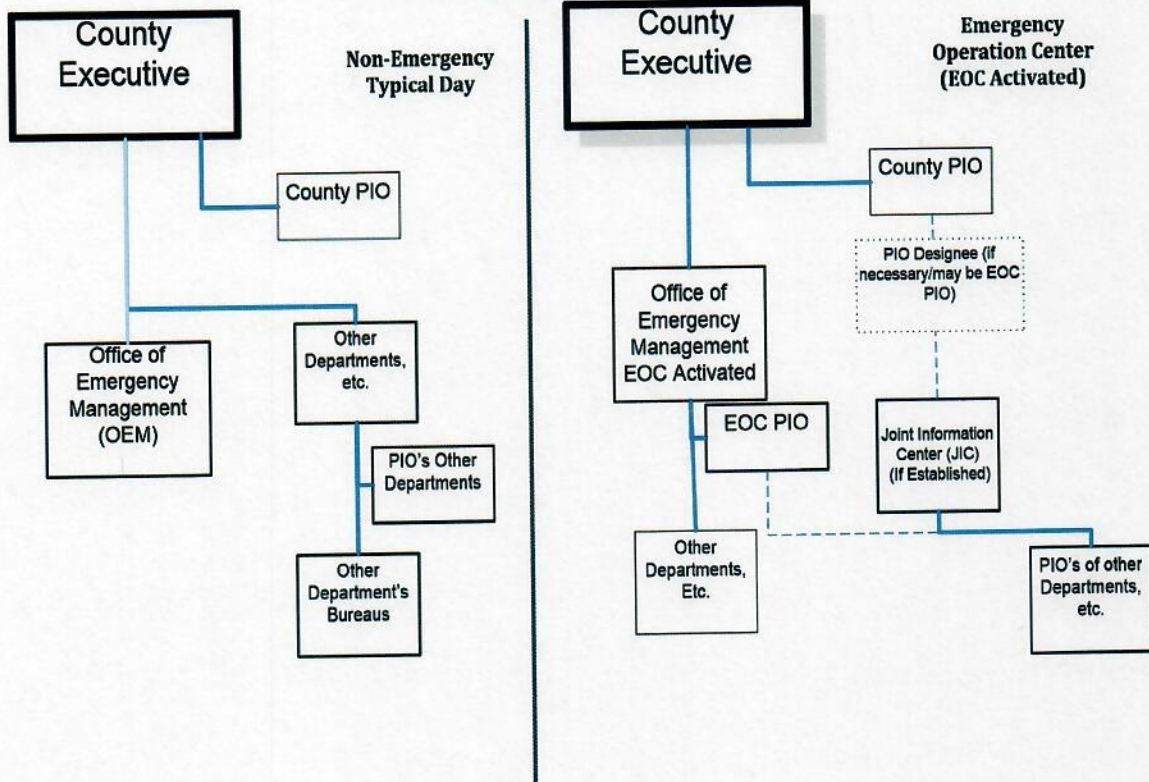 County
Executive
Non-Emergency
Typical Day
County PIO
Office of
Emergency
Management
(OEM)
Other
Departments,
etc.
PIO's Other
Departments
Other
Department's
Bureaus
County
Executive
Emergency
Operation Center
(EOC Activated)
County PIO
PIO Designee (if
necessary/may be EOC
PIO)
Office of
Emergency
Management
EOC Activated
EOC PIO
Joint Information
Center (JIC)
(If Established)
Other
Departments,
Etc.
PIO's of other
Departments,
etc.